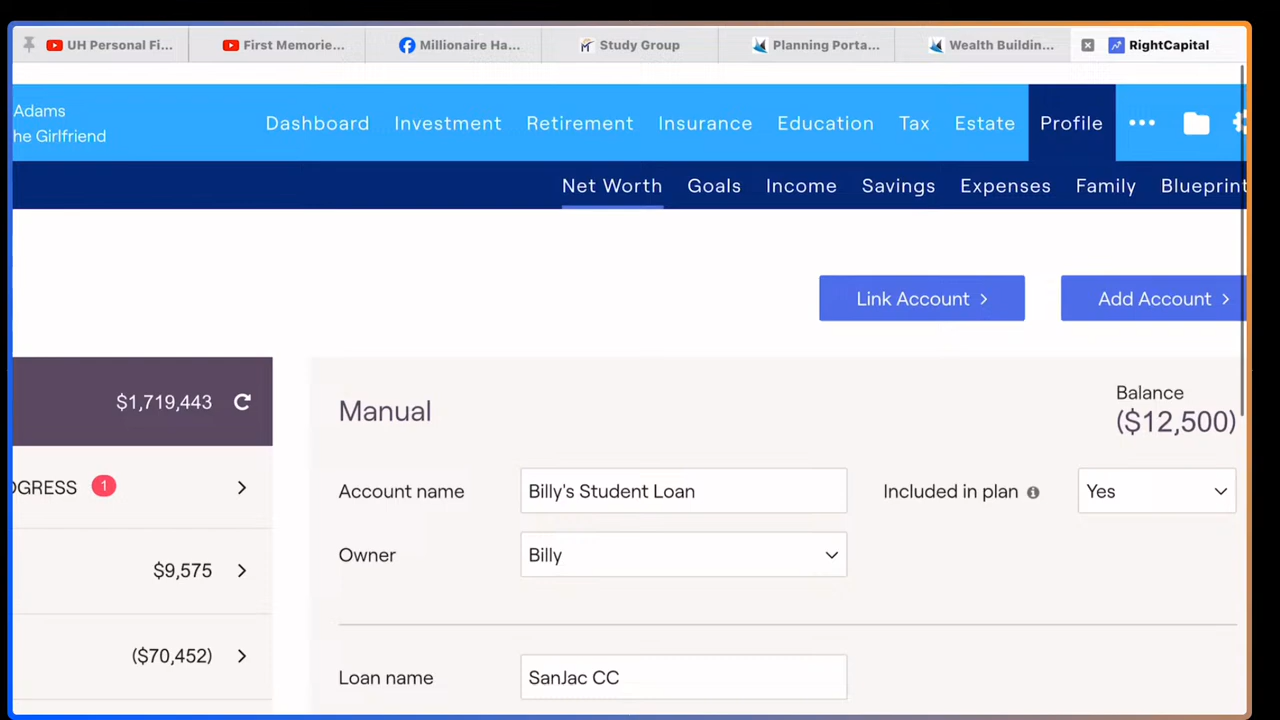 UH Personal Fi...
First Memorie...
Millionaire Ha...
Study Group
Planning Porta...
Wealth Buildin...
RightCapital
Adams
he Girlfriend
Dashboard Investment Retirement Insurance Education Tax Estate Profile
Net Worth Goals Income Savings Expenses Family Blueprint
Link Account >
Add Account >
$1,719,443
OGRESS 1
$9,575
($70,452)
Manual
Balance
($12,500)
Account name Billy's Student Loan Included in plan Yes
Owner Billy
Loan name SanJac CC